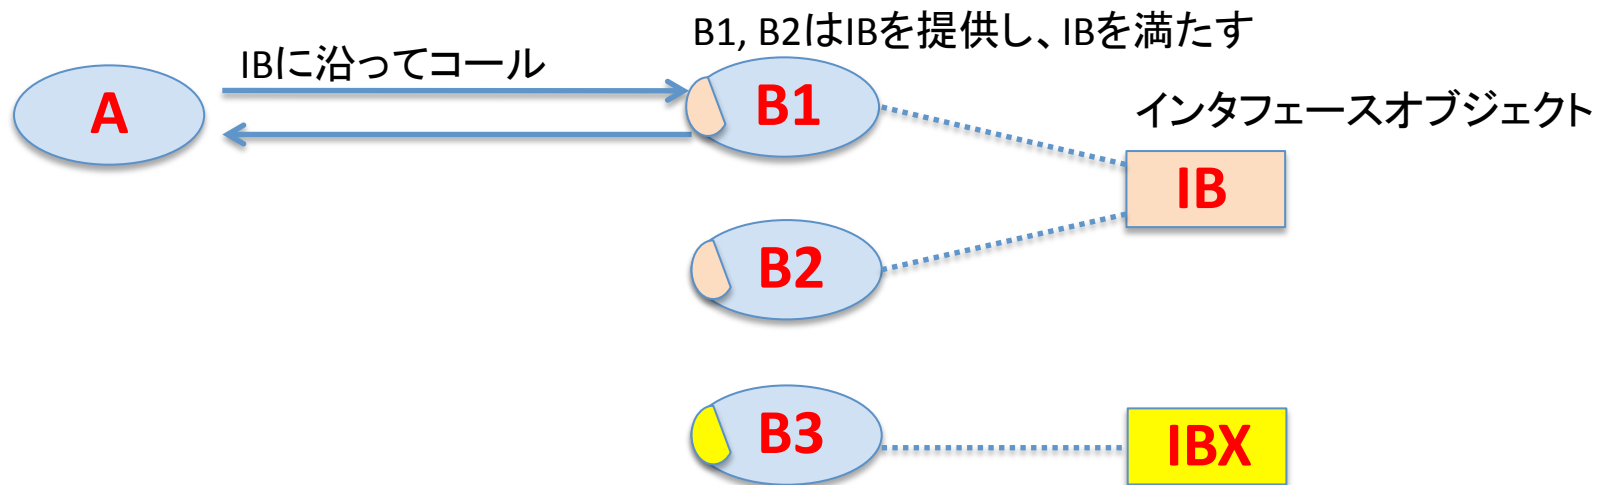 B1, B2はIBを提供し、IBを満たす
IBに沿ってコール
A
B1
インタフェースオブジェクト
IB
B2
B3
IBX